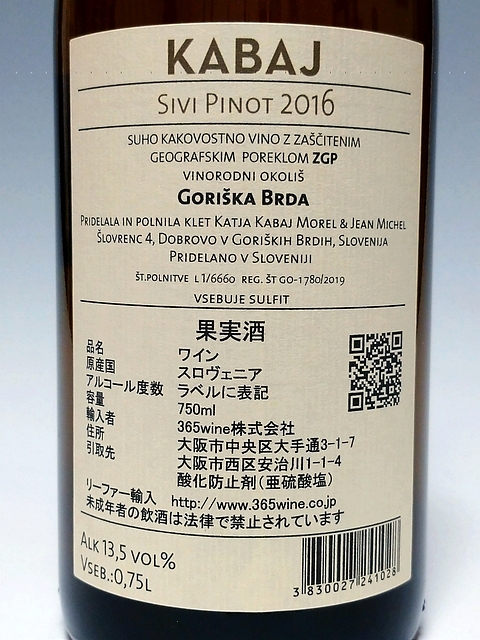 KABAJ
SIVI PINOT 2016
SUHO KAKOVOSTNO VINO Z ZAŠČITENIM
GEOGRAFSKIM POREKLOM ZGP
VINORODNI OKOLIŠ
GORIŠKA BRDA
PRIDELALA IN POLNILA KLET KATJA KABAJ MOREL & JEAN MICHEL
ŠLOVRENC 4, DOBROVO V GORIŠKIH BRDIH, SLOVENIJA
PRIDELANO V SLOVENIJI
ŠT.POLNITVE L 1/6660 REG. ŠT GO-1780/2019
VSEBUJE SULFIT
果実酒
品名 ワイン
原産国 スロヴェニア
アルコール度数 ラベルに表記
容量 750ml
輸入者 365wine株式会社
住所 大阪市中央区大手通3-1-7
引取先 大阪市西区安治川1-1-4
酸化防止剤(亜硫酸塩)
リーファー輸入 http://www.365wine.co.jp
未成年者の飲酒は法律で禁止されています
ALK 13,5 VOL%
VSEB.:0,75L
3 830027 241028